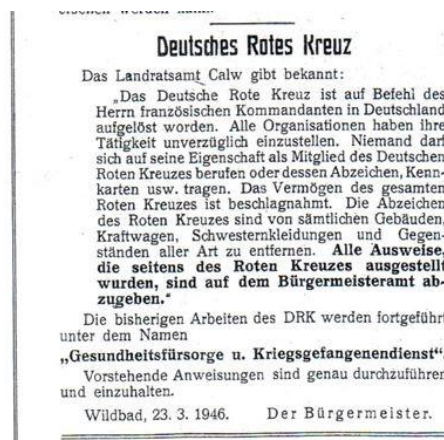 Deutsches Rotes Kreuz
Das Landratsamt Calw gibt bekannt:
„Das Deutsche Rote Kreuz ist auf Befehl des
Herrn französischen Kommandanten in Deutschland
aufgelöst worden. Alle Organisationen haben ihre
Tätigkeit unverzüglich einzustellen. Niemand darf
sich auf seine Eigenschaft als Mitglied des Deutschen
Roten Kreuzes berufen oder dessen Abzeichen, Kenn-
karten usw. tragen. Das Vermögen des gesamten
Roten Kreuzes ist beschlagnahmt. Die Abzeichen
des Roten Kreuzes sind von sämtlichen Gebäuden,
Kraftwagen, Schwesternkleidungen und Gegen-
ständen aller Art zu entfernen. Alle Ausweise,
die seitens des Roten Kreuzes ausgestellt
wurden, sind auf dem Bürgermeisteramt ab-
zugeben.“
Die bisherigen Arbeiten des DRK werden fortgeführt
unter dem Namen
„Gesundheitsfürsorge u. Kriegsgefangenendienst“.
Vorstehende Anweisungen sind genau durchzuführen
und einzuhalten.
Wildbad, 23. 3. 1946. Der Bürgermeister.